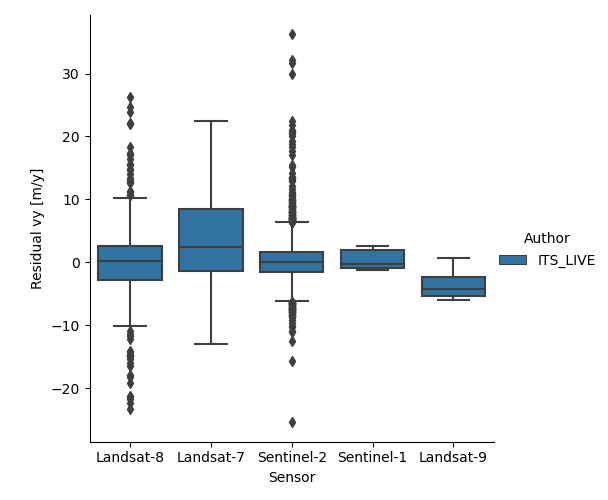 Residual vy [m/y]
30
20
10
0
−10
−20
Landsat-8 Landsat-7 Sentinel-2 Sentinel-1 Landsat-9
Sensor
Author
ITS_LIVE